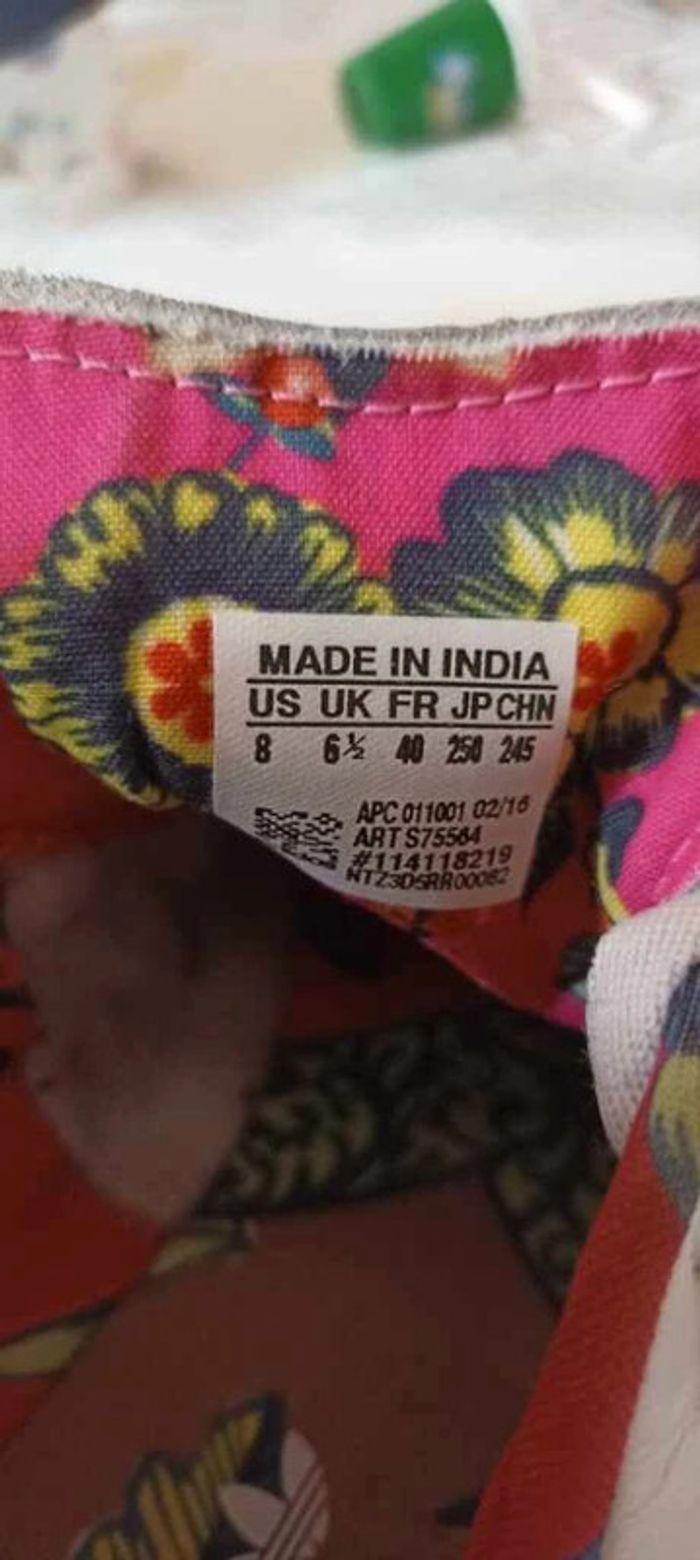 MADE IN INDIA
US UK FR JP CHN
8 6½ 40 250 245
APC 011001 02/16
ART S75564
#114118219
NTZ3D5RR00082